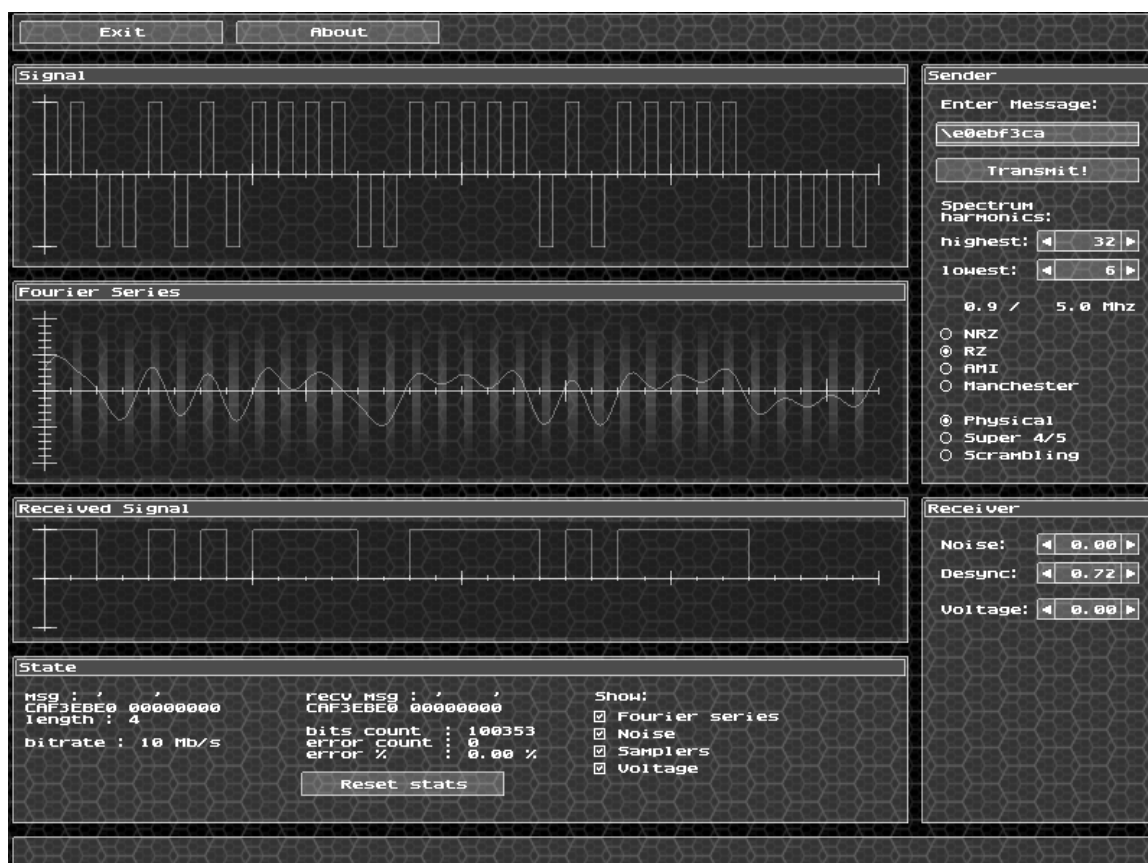 Exit
About
Signal
Fourier Series
Received Signal
State
msg : '    '
CAF3EBE0 00000000
length : 4
bitrate : 10 Mb/s
recv msg : '    '
CAF3EBE0 00000000
bits count : 100353
error count : 0
error % : 0.00 %
Reset stats
Show:
Fourier series
Noise
Samplers
Voltage
Sender
Enter Message:
\e0ebf3ca
Transmit!
Spectrum
harmonics:
highest: 32
lowest: 6
0.9 / 5.0 Mhz
NRZ
RZ
AMI
Manchester
Physical
Super 4/5
Scrambling
Receiver
Noise: 0.00
Desync: 0.72
Voltage: 0.00